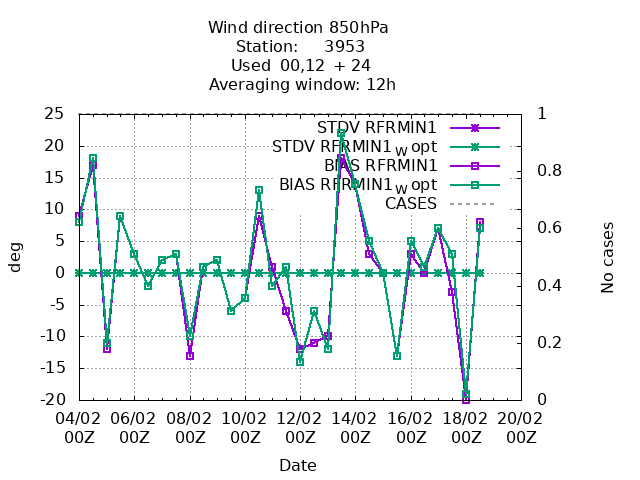 Wind direction 850hPa
Station: 3953
Used 00,12 + 24
Averaging window: 12h
25
20
15
10
5
0
-5
-10
-15
-20
deg
1
0.8
0.6
0.4
0.2
0
No cases
STDV RFRMIN1
STDV RFRMIN1_w opt
BIAS RFRMIN1
BIAS RFRMIN1_w opt
CASES
04/02 06/02 08/02 10/02 12/02 14/02 16/02 18/02 20/02
00Z 00Z 00Z 00Z 00Z 00Z 00Z 00Z 00Z
Date